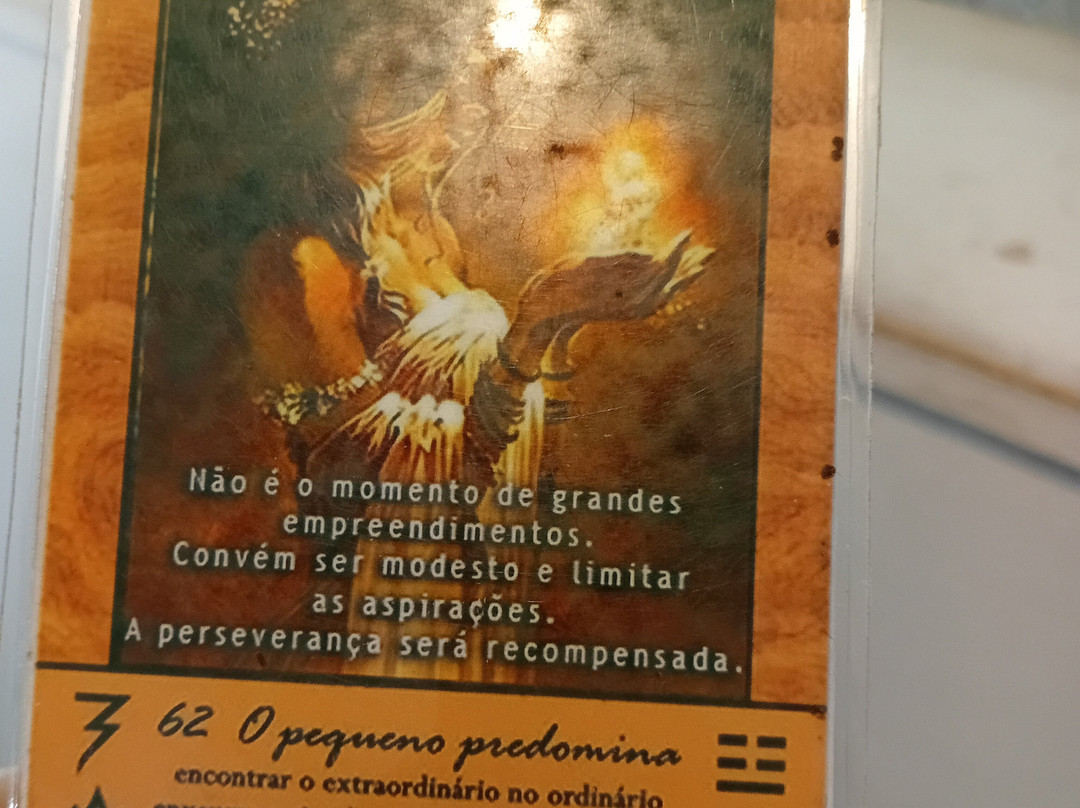 Não é o momento de grandes
empreendimentos.
Convém ser modesto e limitar
as aspirações.
A perseverança será recompensada.
62 O pequeno predomina
encontrar o extraordinário no ordinário